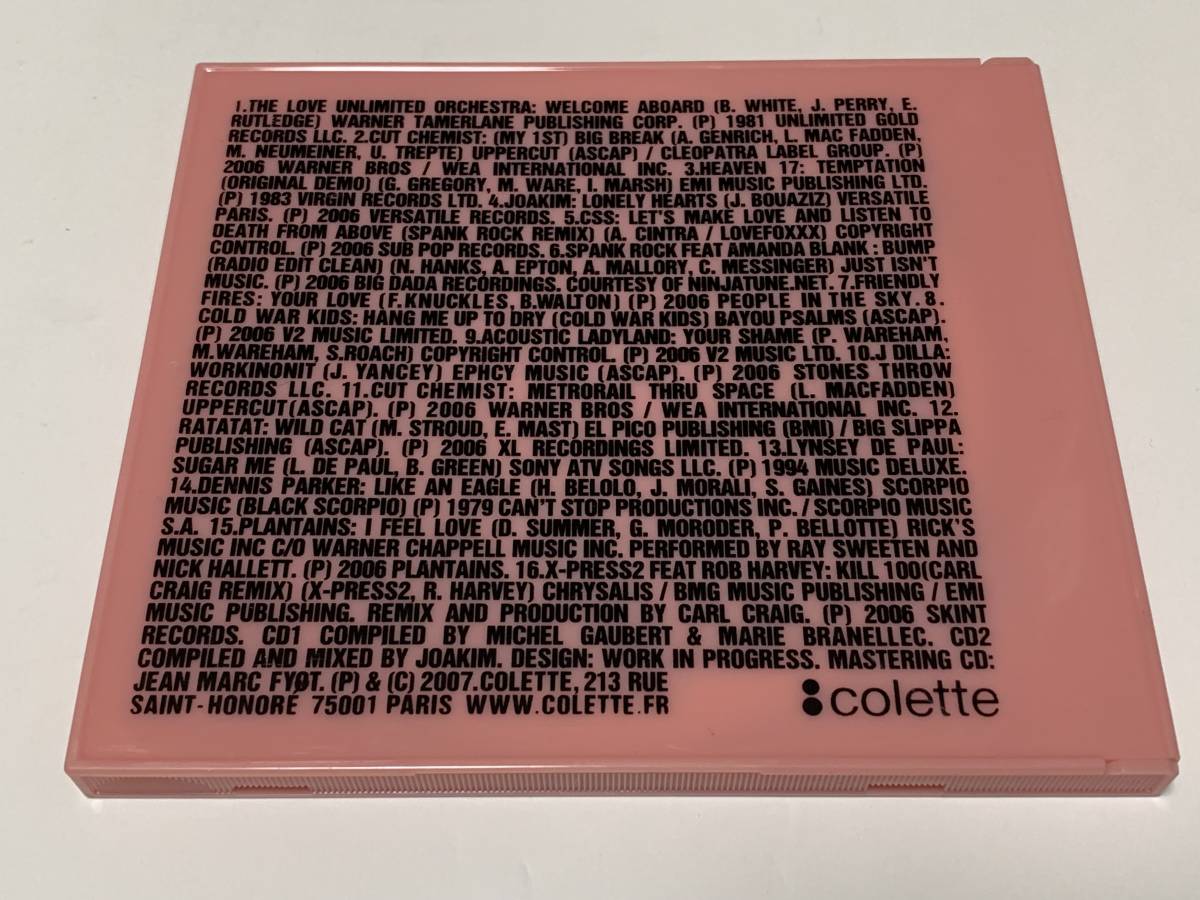 1.THE LOVE UNLIMITED ORCHESTRA: WELCOME ABOARD (B. WHITE, J. PERRY, E.
RUTLEDGE) WARNER TAMERLANE PUBLISHING CORP. (P) 1981 UNLIMITED GOLD
RECORDS LLC. 2.CUT CHEMIST: (MY 1ST) BIG BREAK (A. GENRICH, L. MAC FADDEN,
M. NEUMEINER, U. TREPTE) UPPERCUT (ASCAP) / CLEOPATRA LABEL GROUP. (P)
2006 WARNER BROS / WEA INTERNATIONAL INC. 3.HEAVEN 17: TEMPTATION
(ORIGINAL DEMO) (G. GREGORY, M. WARE, I. MARSH) EMI MUSIC PUBLISHING LTD.
(P) 1983 VIRGIN RECORDS LTD. 4.JOAKIM: LONELY HEARTS (J. BOUAZIZ) VERSATILE
PARIS. (P) 2006 VERSATILE RECORDS. 5.CSS: LET'S MAKE LOVE AND LISTEN TO
DEATH FROM ABOVE (SPANK ROCK REMIX) (A. CINTRA / LOVEFOXXX) COPYRIGHT
CONTROL. (P) 2006 SUB POP RECORDS. 6.SPANK ROCK FEAT AMANDA BLANK : BUMP
(RADIO EDIT CLEAN) (N. HANKS, A. EPTON, A. MALLORY, C. MESSINGER) JUST ISN'T
MUSIC. (P) 2006 BIG DADA RECORDINGS. COURTESY OF NINJATUNE.NET. 7.FRIENDLY
FIRES: YOUR LOVE (F.KNUCKLES, B.WALTON) (P) 2006 PEOPLE IN THE SKY. 8.
COLD WAR KIDS: HANG ME UP TO DRY (COLD WAR KIDS) BAYOU PSALMS (ASCAP).
(P) 2006 V2 MUSIC LIMITED. 9.ACOUSTIC LADYLAND: YOUR SHAME (P. WAREHAM,
M.WAREHAM, S.ROACH) COPYRIGHT CONTROL. (P) 2006 V2 MUSIC LTD. 10.J DILLA:
WORKINONIT (J. YANCEY) EPHCY MUSIC (ASCAP). (P) 2006 STONES THROW
RECORDS LLC. 11.CUT CHEMIST: METRORAIL THRU SPACE (L. MACFADDEN)
UPPERCUT(ASCAP). (P) 2006 WARNER BROS / WEA INTERNATIONAL INC. 12.
RATATAT: WILD CAT (M. STROUD, E. MAST) EL PICO PUBLISHING (BMI) / BIG SLIPPA
PUBLISHING (ASCAP). (P) 2006 XL RECORDINGS LIMITED. 13.LYNSEY DE PAUL:
SUGAR ME (L. DE PAUL, B. GREEN) SONY ATV SONGS LLC. (P) 1994 MUSIC DELUXE.
14.DENNIS PARKER: LIKE AN EAGLE (H. BELOLO, J. MORALI, S. GAINES) SCORPIO
MUSIC (BLACK SCORPIO) (P) 1979 CAN'T STOP PRODUCTIONS INC. / SCORPIO MUSIC
S.A. 15.PLANTAINS: I FEEL LOVE (D. SUMMER, G. MORODER, P. BELLOTTE) RICK'S
MUSIC INC C/O WARNER CHAPPELL MUSIC INC. PERFORMED BY RAY SWEETEN AND
NICK HALLETT. (P) 2006 PLANTAINS. 16.X-PRESS2 FEAT ROB HARVEY: KILL 100(CARL
CRAIG REMIX) (X-PRESS2, R. HARVEY) CHRYSALIS / BMG MUSIC PUBLISHING / EMI
MUSIC PUBLISHING. REMIX AND PRODUCTION BY CARL CRAIG. (P) 2006 SKINT
RECORDS. CD1 COMPILED BY MICHEL GAUBERT & MARIE BRANELLEC. CD2
COMPILED AND MIXED BY JOAKIM. DESIGN: WORK IN PROGRESS. MASTERING CD:
JEAN MARC FYØT. (P) & (C) 2007.COLETTE, 213 RUE
SAINT-HONORÉ 75001 PARIS WWW.COLETTE.FR
colette